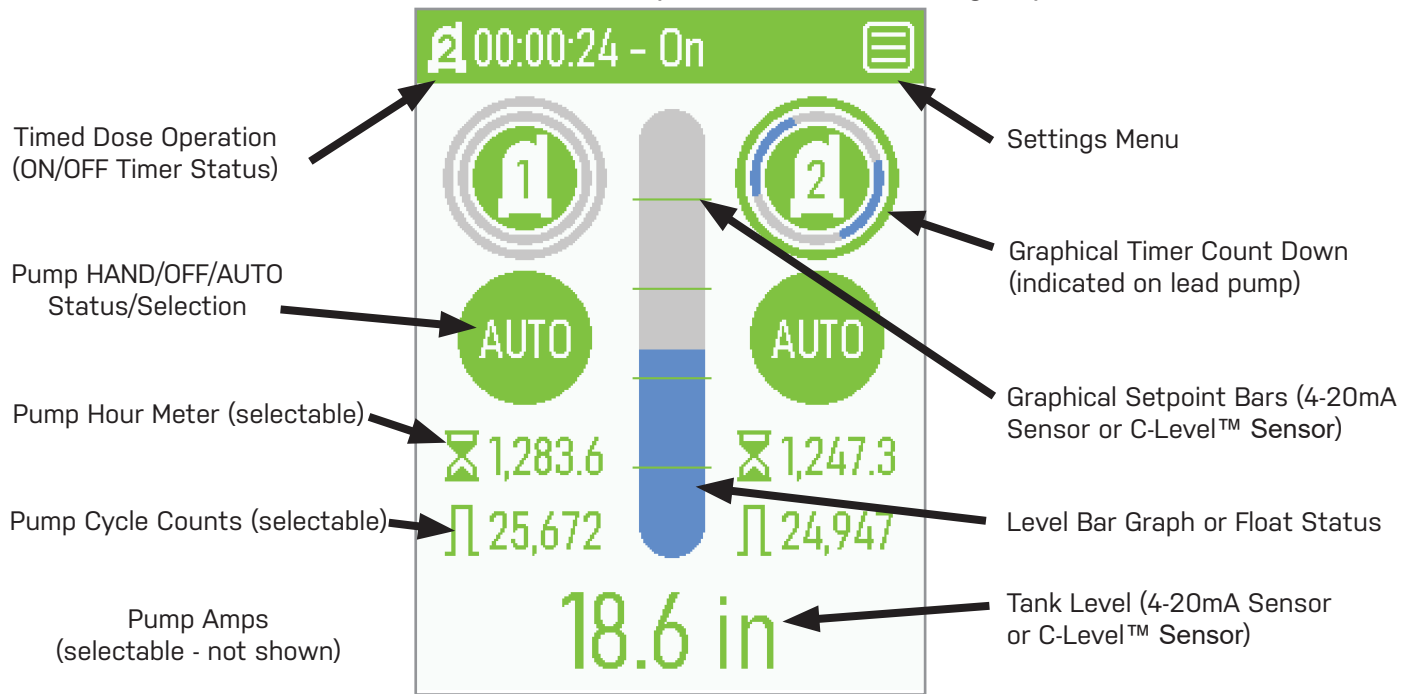 2 00:00:24 – On
Timed Dose Operation
(ON/OFF Timer Status)
Settings Menu
1
2
Graphical Timer Count Down
(indicated on lead pump)
Pump HAND/OFF/AUTO
Status/Selection
AUTO
AUTO
Graphical Setpoint Bars (4-20mA
Sensor or C-Level™ Sensor)
Pump Hour Meter (selectable)
1,283.6
1,247.3
Pump Cycle Counts (selectable)
25,672
24,947
Level Bar Graph or Float Status
Pump Amps
(selectable - not shown)
18.6 in
Tank Level (4-20mA Sensor
or C-Level™ Sensor)